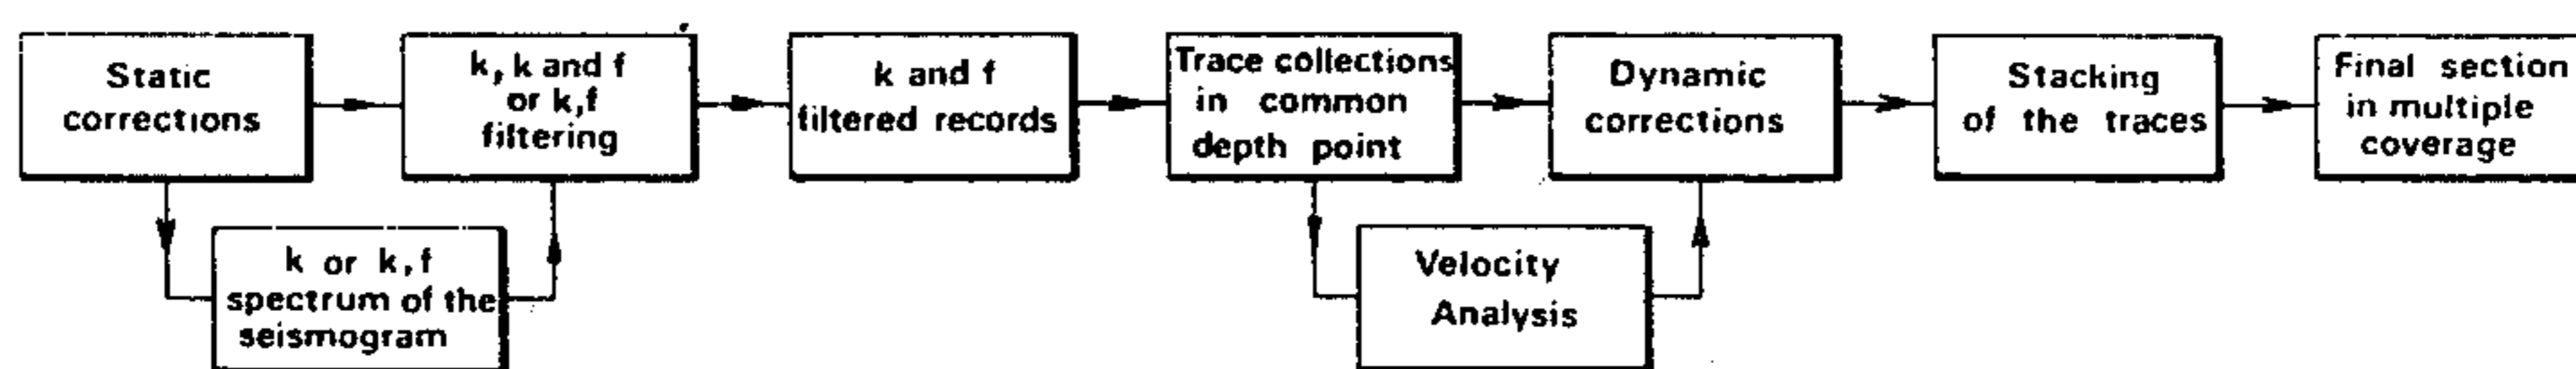 Static
corrections
k, k and f
or k,f
filtering
k and f
filtered records
Trace collections
in common
depth point
Dynamic
corrections
Stacking
of the traces
Final section
in multiple
coverage
k or k,f
spectrum of the
seismogram
Velocity
Analysis